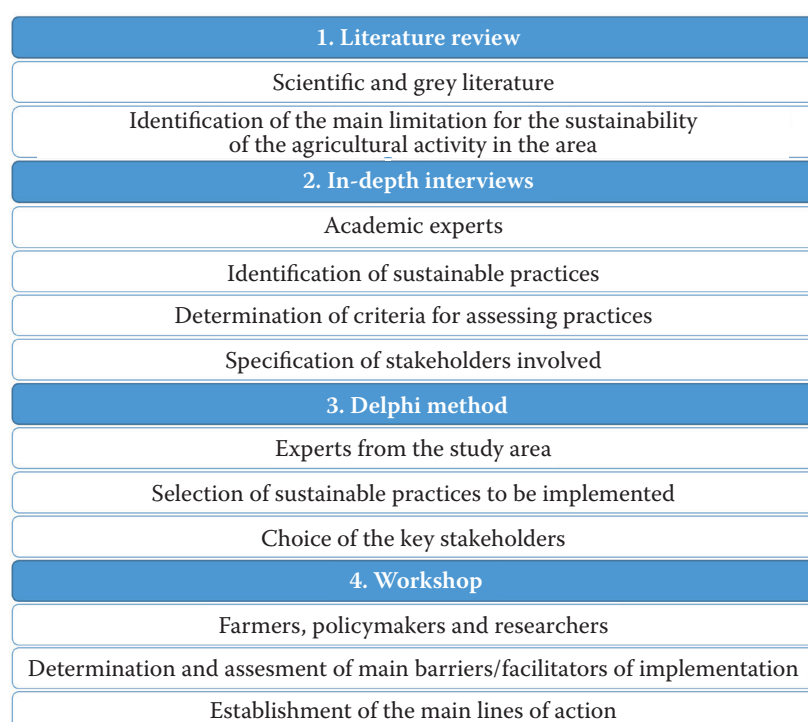 1. Literature review
Scientific and grey literature
Identification of the main limitation for the sustainability
of the agricultural activity in the area
2. In-depth interviews
Academic experts
Identification of sustainable practices
Determination of criteria for assessing practices
Specification of stakeholders involved
3. Delphi method
Experts from the study area
Selection of sustainable practices to be implemented
Choice of the key stakeholders
4. Workshop
Farmers, policymakers and researchers
Determination and assesment of main barriers/facilitators of implementation
Establishment of the main lines of action